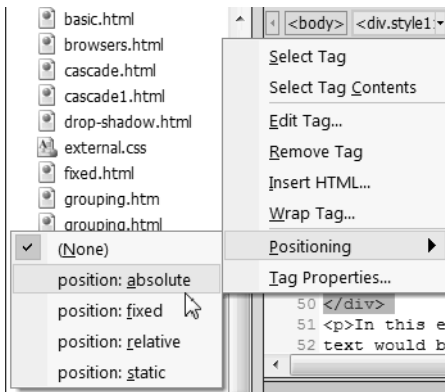 basic.html
browsers.html
cascade.html
cascade1.html
drop-shadow.html
external.css
fixed.html
grouping.htm
grouping.html
<body> <div.style1
Select Tag
Select Tag Contents
Edit Tag...
Remove Tag
Insert HTML...
Wrap Tag...
Positioning
Tag Properties...
(None)
position: absolute
position: fixed
position: relative
position: static
50 </div>
51 <p>In this e
52 text would b